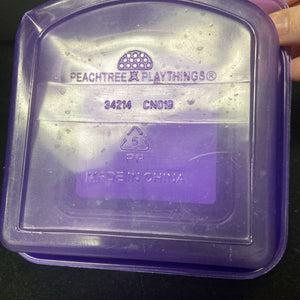 PEACHTREE PLAYTHINGS®
34214 CN019
5
PP
MADE IN CHINA